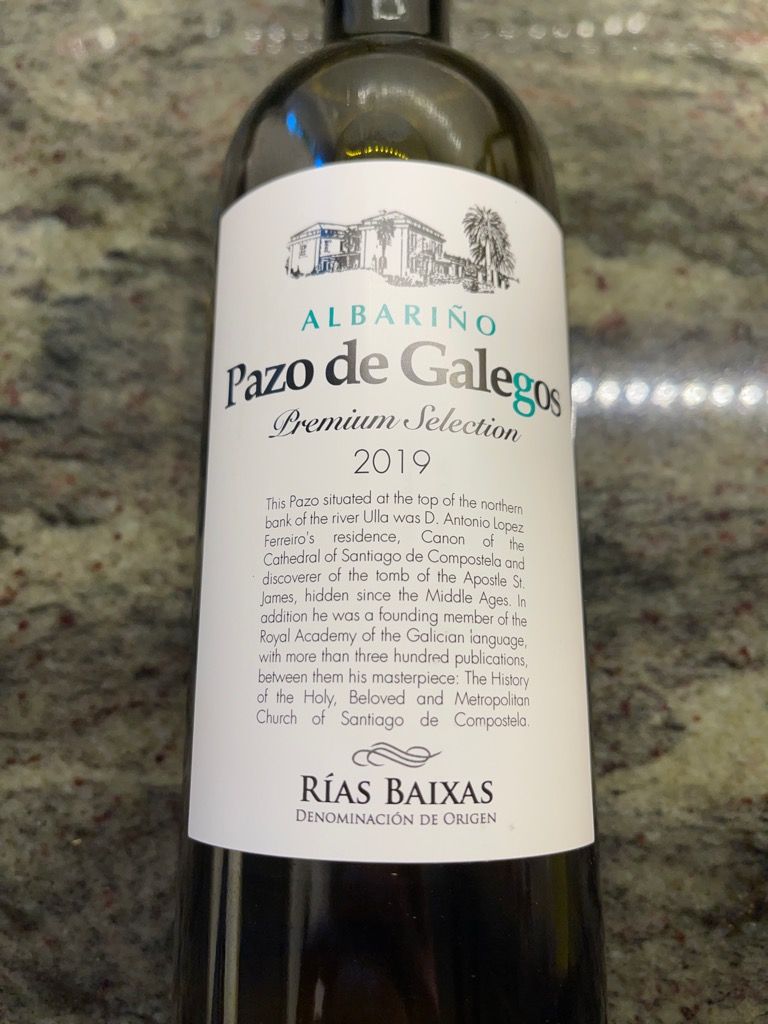 ALBARIÑO
Pazo de Galegos
Premium Selection
2019
This Pazo situated at the top of the northern
bank of the river Ulla was D. Antonio Lopez
Ferreiro's residence, Canon of the
Cathedral of Santiago de Compostela and
discoverer of the tomb of the Apostle St.
James, hidden since the Middle Ages. In
addition he was a founding member of the
Royal Academy of the Galician language,
with more than three hundred publications,
between them his masterpiece: The History
of the Holy, Beloved and Metropolitan
Church of Santiago de Compostela.
RÍAS BAIXAS
DENOMINACIÓN DE ORIGEN